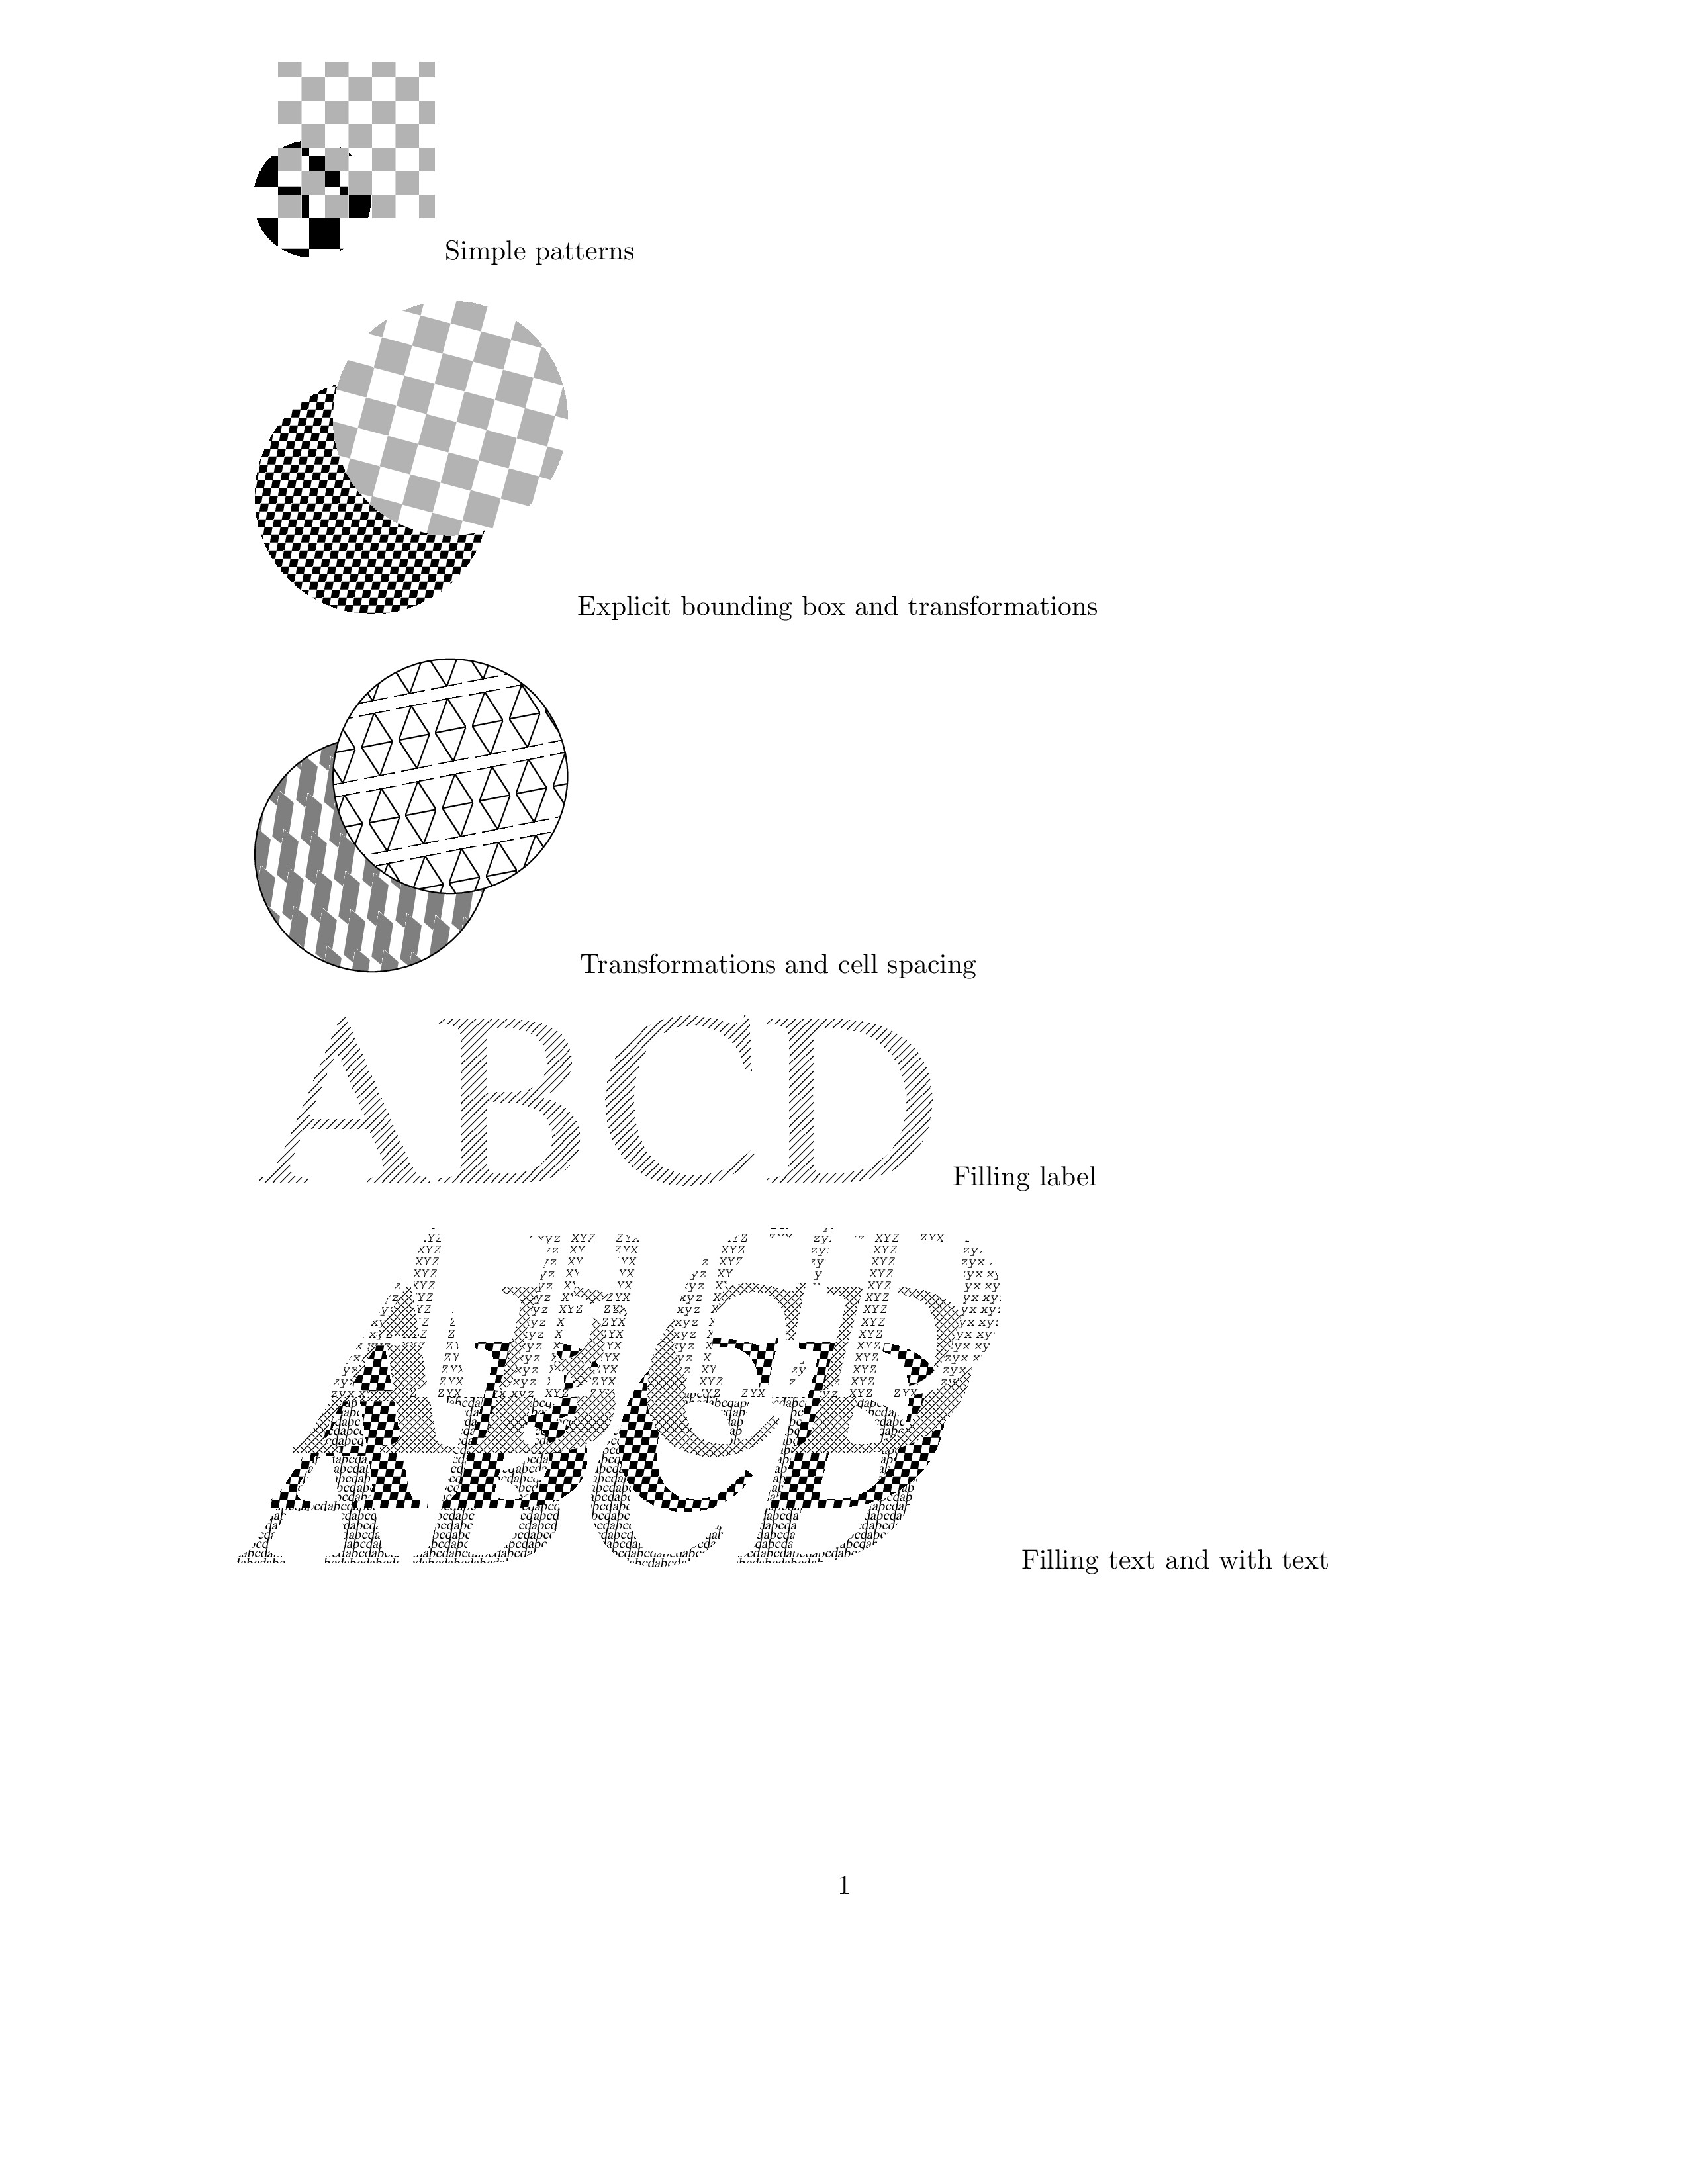 Simple patterns
Explicit bounding box and transformations
Transformations and cell spacing
ABCD
Filling label
ABCD
ABCD
ABCD
ABCD
Filling text and with text
1